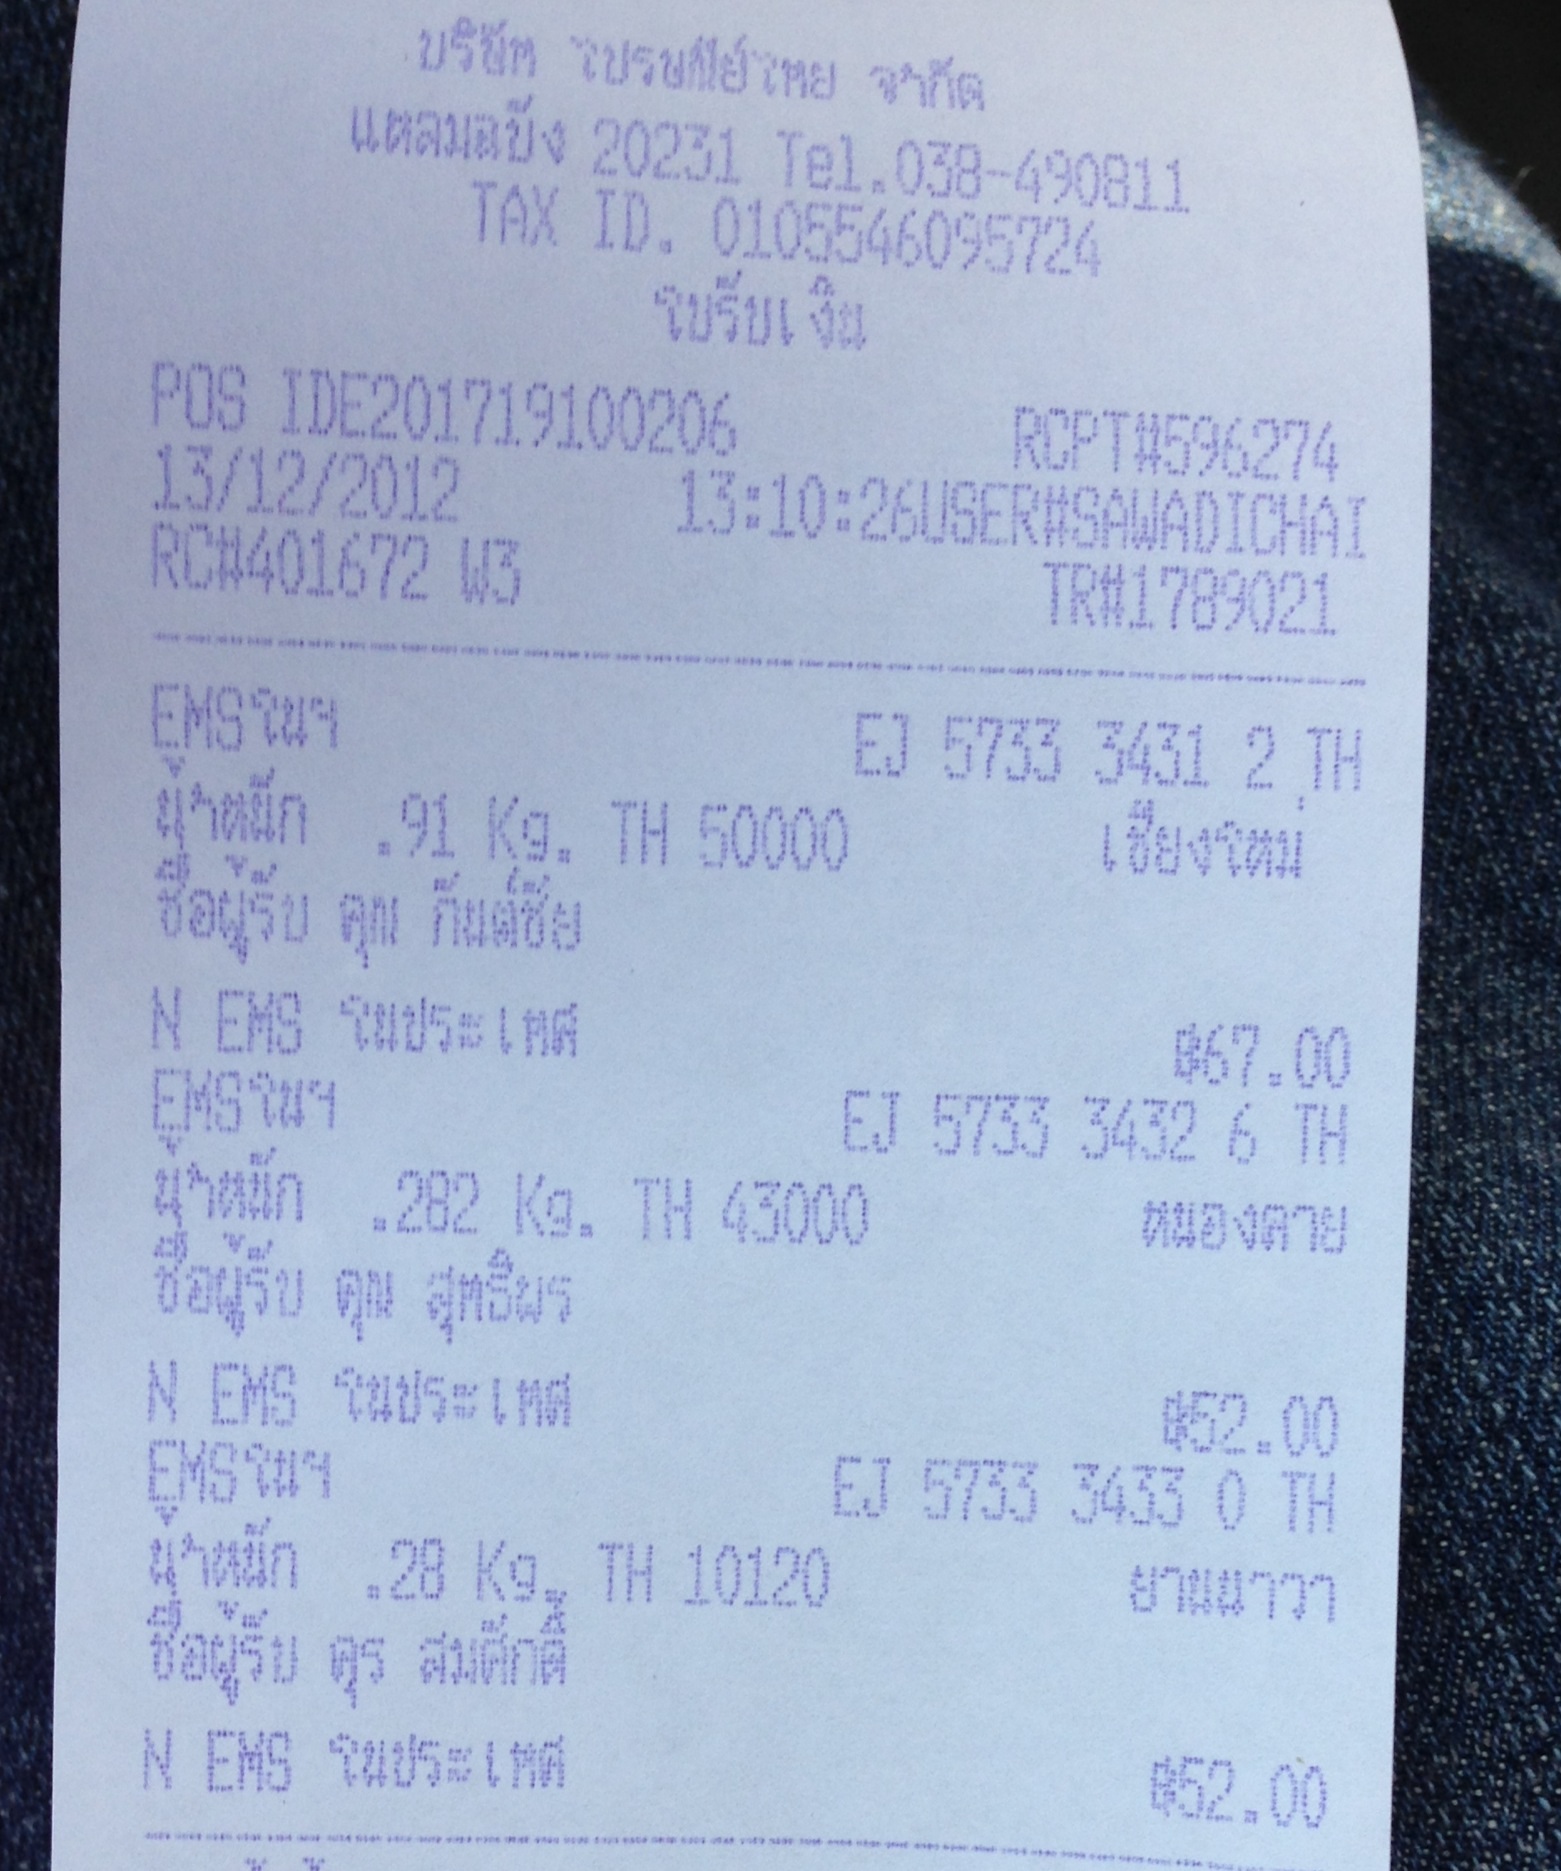 บริษัท ไปรษณีย์ไทย จำกัด
แหลมฉบัง 20231 Tel.038-490811
TAX ID. 0105546095724
ใบรับเงิน
POS IDE201719100206 RCPT#596274
13/12/2012 13:10:26USER#SAWADICHAI
RC#401672 W3 TR#1789021
EMSในฯ EJ 5733 3431 2 TH
น้ำหนัก .91 Kg. TH 50000 เชียงใหม่
ชื่อผู้รับ คุณ กันต์ชัย
N EMS ในประเทศ ฿67.00
EMSในฯ EJ 5733 3432 6 TH
น้ำหนัก .282 Kg. TH 43000 หนองคาย
ชื่อผู้รับ คุณ สุทธิพร
N EMS ในประเทศ ฿52.00
EMSในฯ EJ 5733 3433 0 TH
น้ำหนัก .28 Kg. TH 10120 ยานนาวา
ชื่อผู้รับ คุร สมศักดิ์
N EMS ในประเทศ ฿52.00